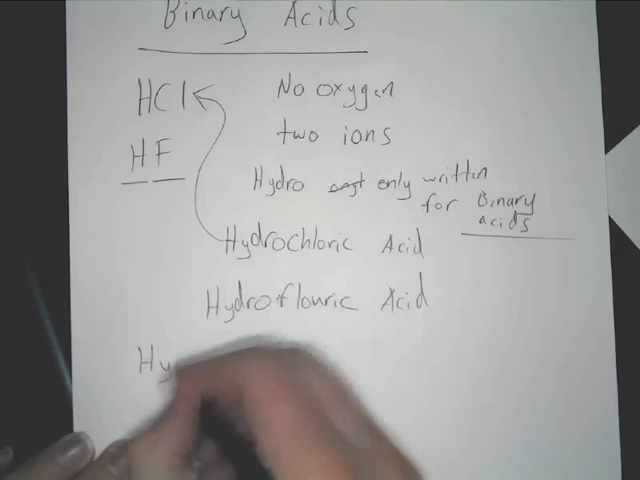 Binary Acids
HCl No oxygen
HF two ions
Hydro only written
for Binary
acids
Hydrochloric Acid
Hydroflouric Acid
Hy